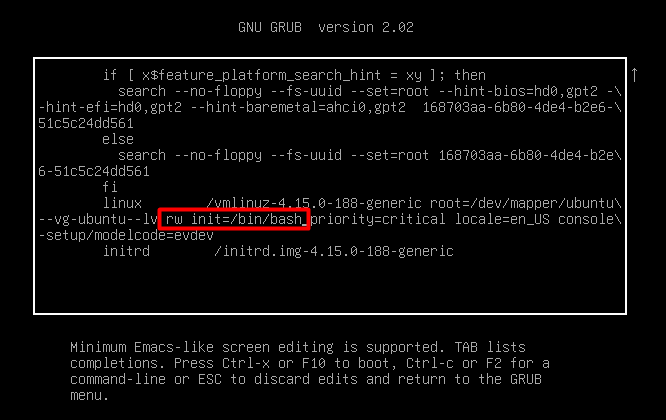 GNU GRUB  version 2.02
if [ x$feature_platform_search_hint = xy ]; then
search --no-floppy --fs-uuid --set=root --hint-bios=hd0,gpt2 -\
-hint-efi=hd0,gpt2 --hint-baremetal=ahci0,gpt2  168703aa-6b80-4de4-b2e6-\
51c5c24dd561
else
search --no-floppy --fs-uuid --set=root 168703aa-6b80-4de4-b2e\
6-51c5c24dd561
fi
linux        /vmlinuz-4.15.0-188-generic root=/dev/mapper/ubuntu\
--vg-ubuntu--lv rw init=/bin/bash_priority=critical locale=en_US console\
-setup/modelcode=evdev
initrd        /initrd.img-4.15.0-188-generic
Minimum Emacs-like screen editing is supported. TAB lists
completions. Press Ctrl-x or F10 to boot, Ctrl-c or F2 for a
command-line or ESC to discard edits and return to the GRUB
menu.